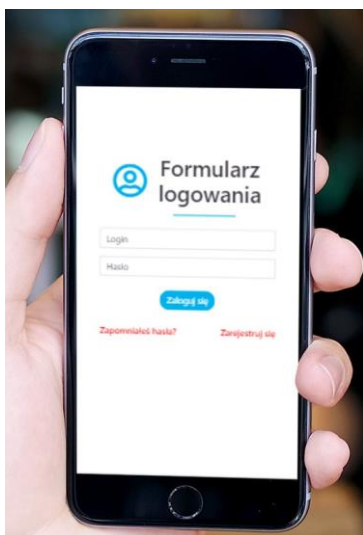 Formularz
logowania
Login
Hasło
Zaloguj się
Zapomniałeś hasła?
Zarejestruj się